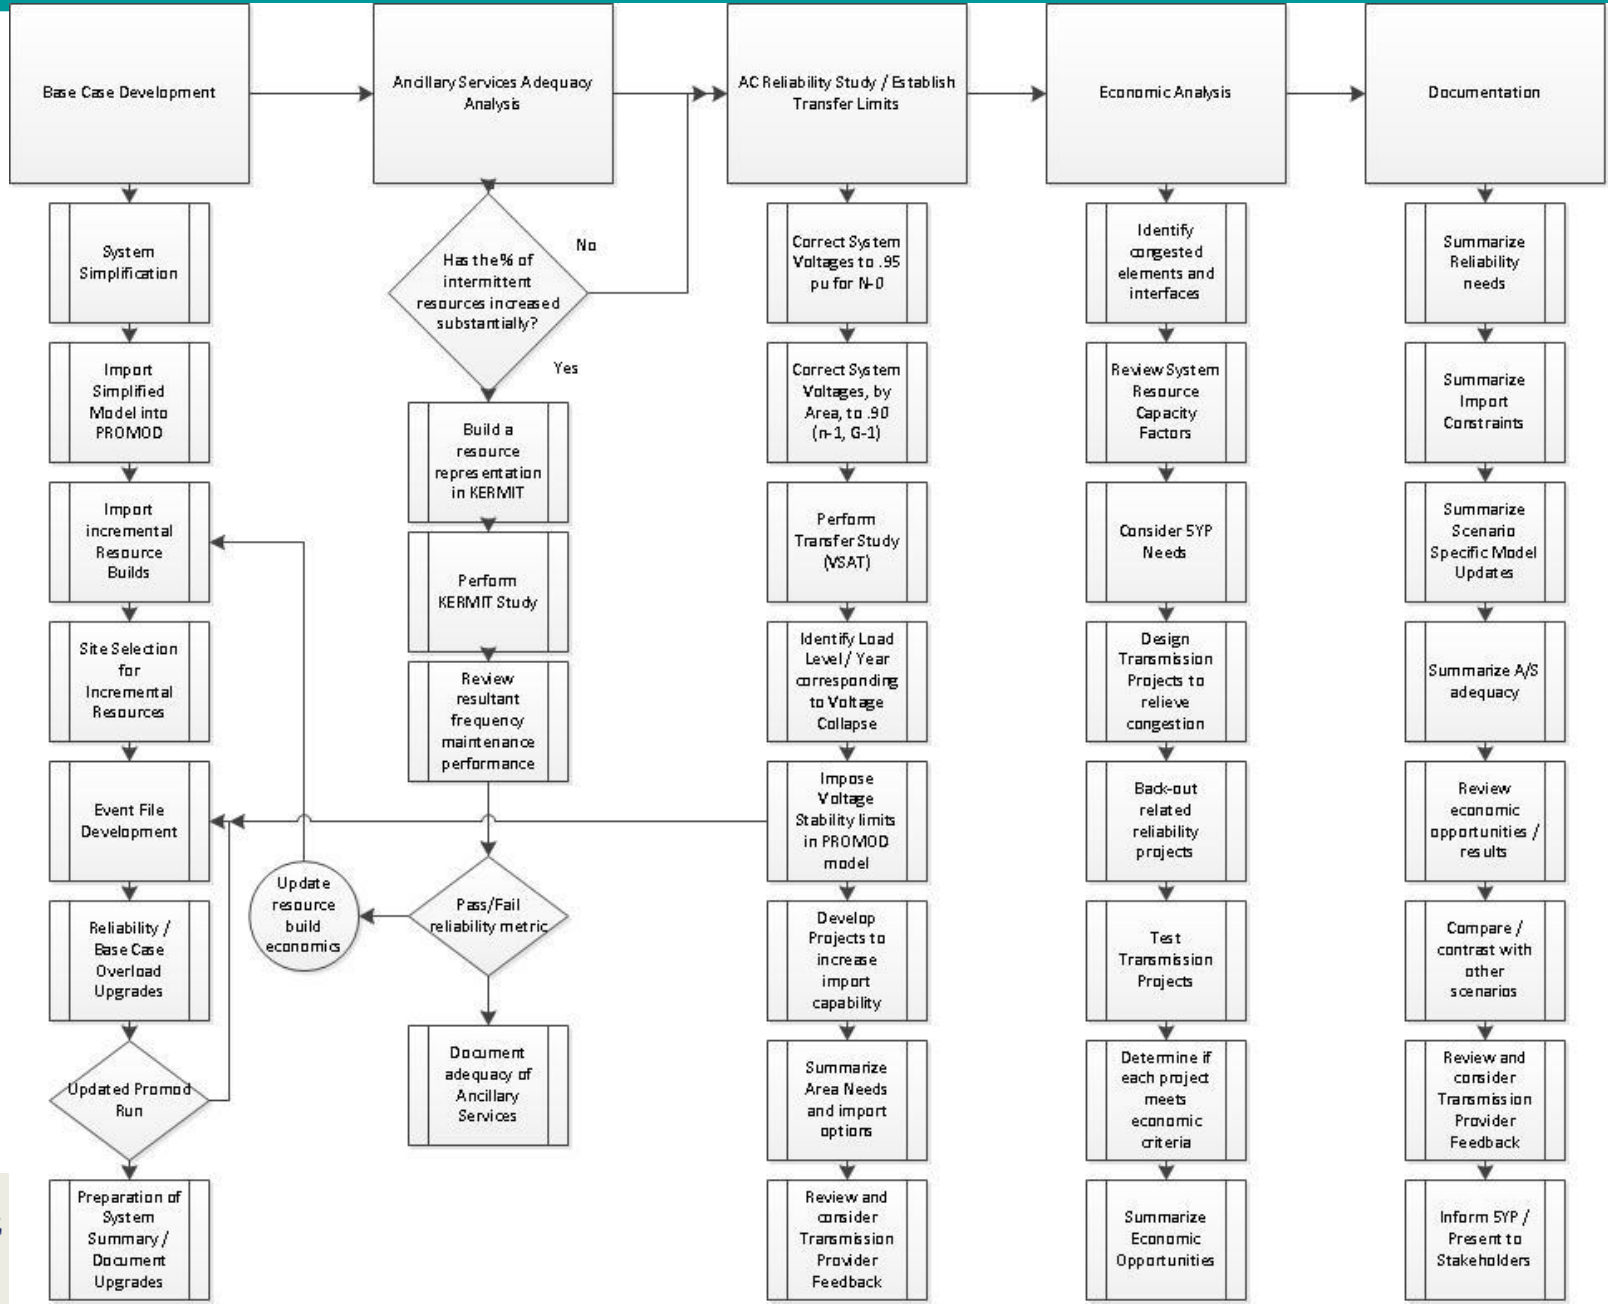 Base Case Development
System
Simplification
Import
Simplified
Model into
PROMOD
Import
incremental
Resource
Builds
Site Selection
for
Incremental
Resources
Event File
Development
Reliability /
Base Case
Overload
Upgrades
Updated Promod
Run
Preparation of
System
Summary /
Document
Upgrades
Ancillary Services Adequacy
Analysis
Has the % of
intermittent
resources increased
substantially?
No
Yes
Build a
resource
representation
in KERMIT
Perform
KERMIT Study
Review
resultant
frequency
maintenance
performance
Update
resource
build
economics
Pass/Fail
reliability metric
Document
adequacy of
Ancillary
Services
AC Reliability Study / Establish
Transfer Limits
Correct System
Voltages to .95
pu for N-0
Correct System
Voltages, by
Area, to .90
(n-1, G-1)
Perform
Transfer Study
(VSAT)
Identify Load
Level / Year
corresponding
to Voltage
Collapse
Impose
Voltage
Stability limits
in PROMOD
model
Develop
Projects to
increase
import
capability
Summarize
Area Needs
and import
options
Review and
consider
Transmission
Provider
Feedback
Economic Analysis
Identify
congested
elements and
interfaces
Review System
Resource
Capacity
Factors
Consider 5YP
Needs
Design
Transmission
Projects to
relieve
congestion
Back-out
related
reliability
projects
Test
Transmission
Projects
Determine if
each project
meets
economic
criteria
Summarize
Economic
Opportunities
Documentation
Summarize
Reliability
needs
Summarize
Import
Constraints
Summarize
Scenario
Specific Model
Updates
Summarize A/S
adequacy
Review
economic
opportunities /
results
Compare /
contrast with
other
scenarios
Review and
consider
Transmission
Provider
Feedback
Inform 5YP /
Present to
Stakeholders